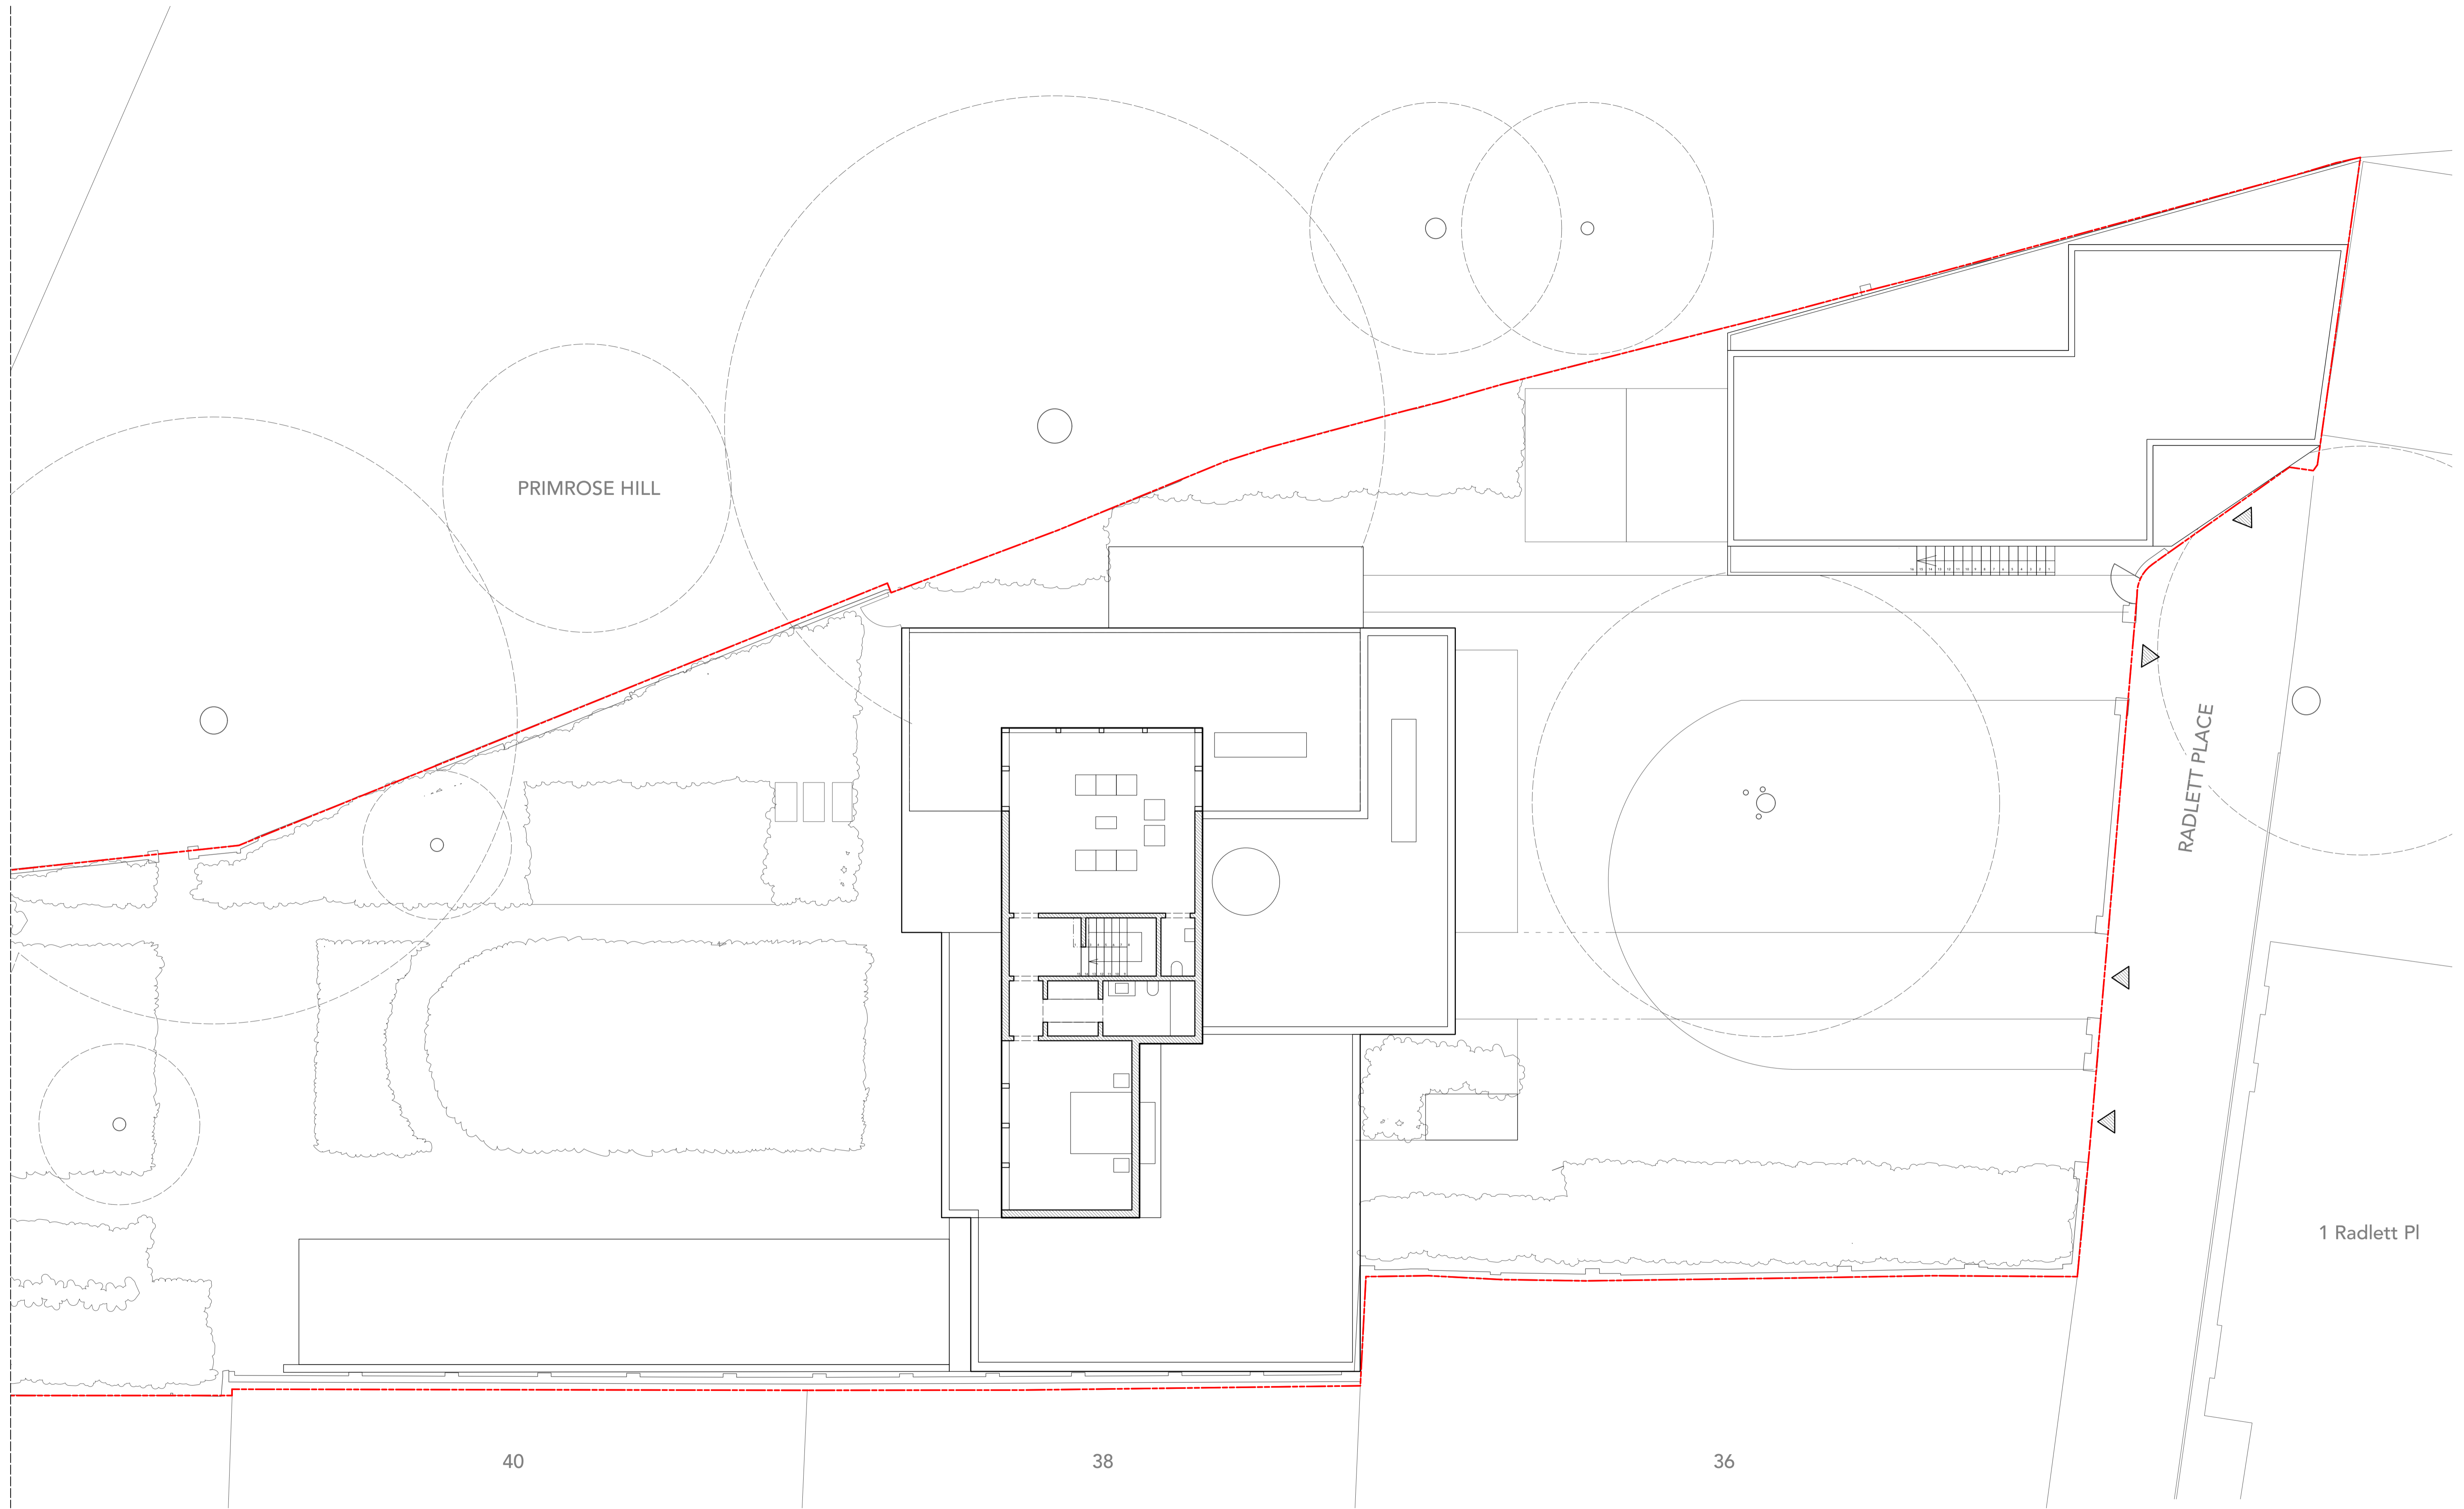 PRIMROSE HILL
RADLETT PLACE
1 Radlett Pl
40
38
36